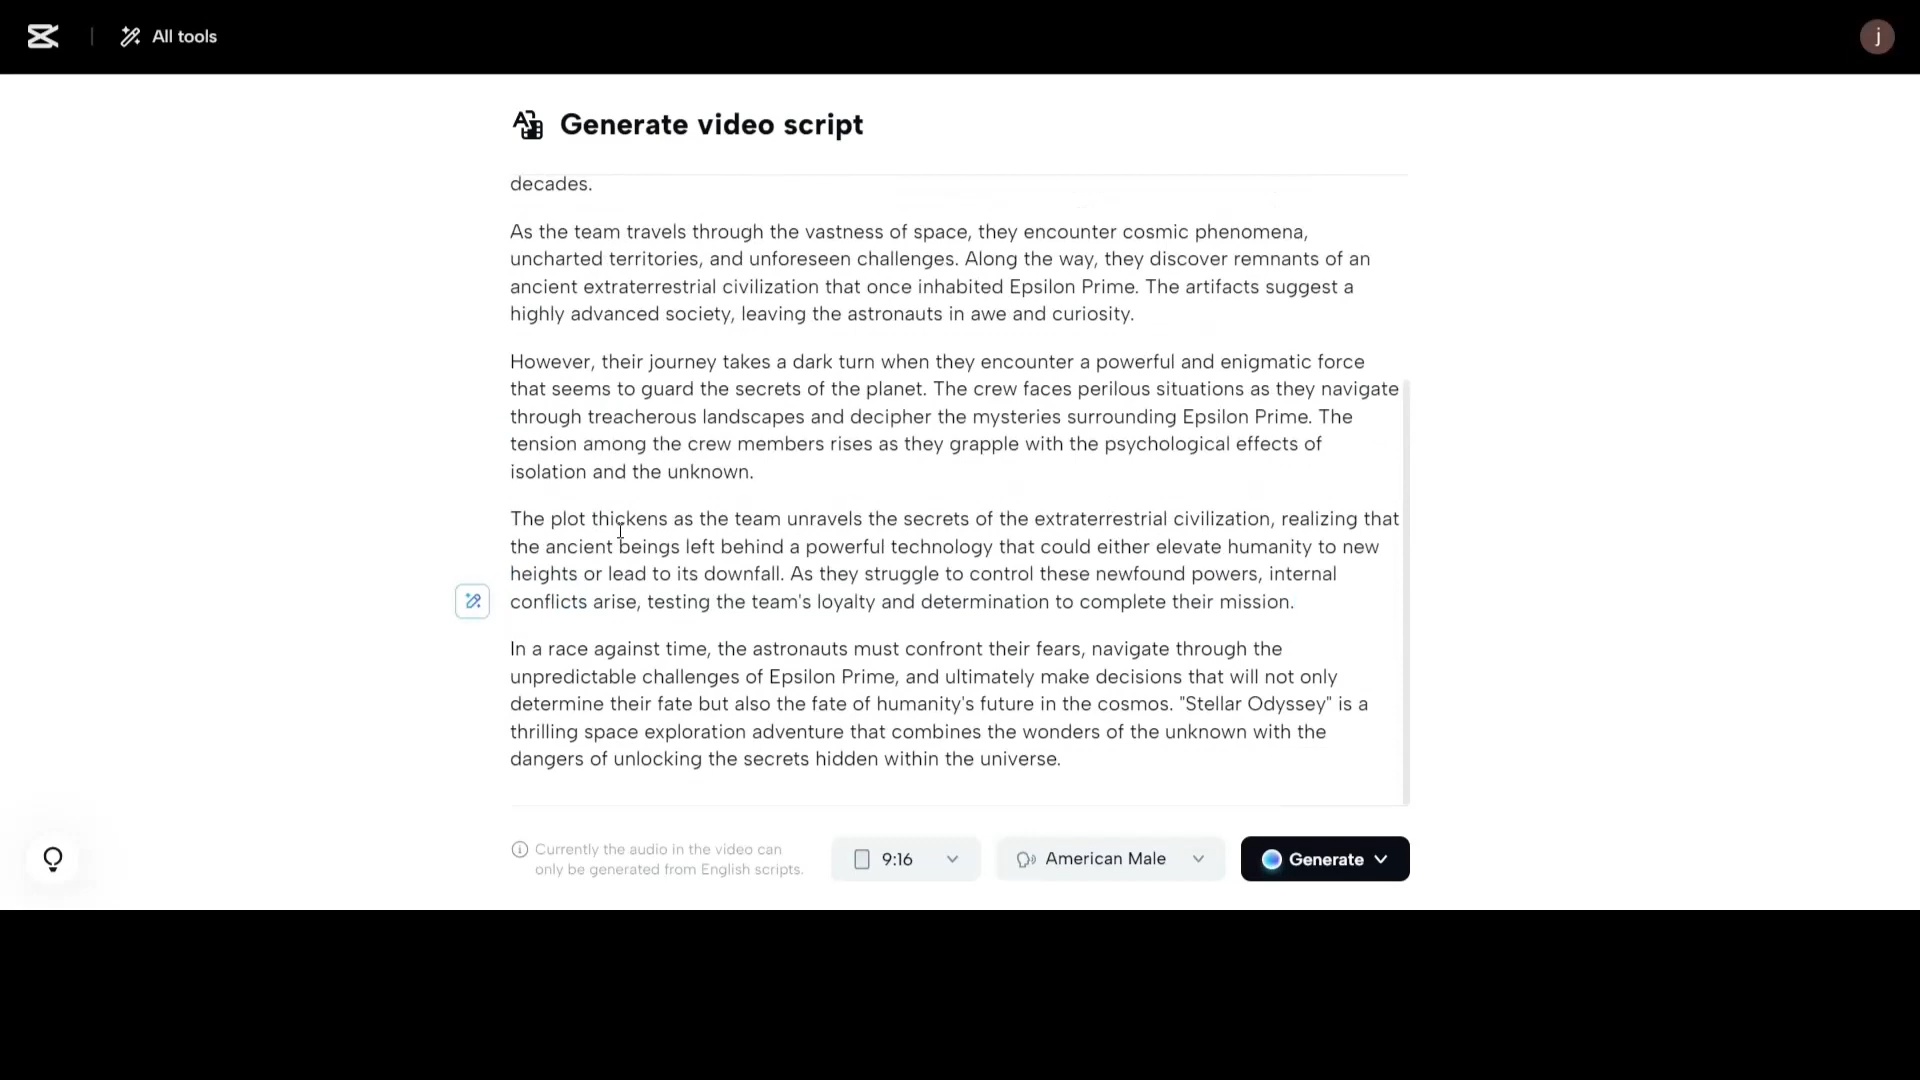 All tools
j
Generate video script
decades.
As the team travels through the vastness of space, they encounter cosmic phenomena,
uncharted territories, and unforeseen challenges. Along the way, they discover remnants of an
ancient extraterrestrial civilization that once inhabited Epsilon Prime. The artifacts suggest a
highly advanced society, leaving the astronauts in awe and curiosity.
However, their journey takes a dark turn when they encounter a powerful and enigmatic force
that seems to guard the secrets of the planet. The crew faces perilous situations as they navigate
through treacherous landscapes and decipher the mysteries surrounding Epsilon Prime. The
tension among the crew members rises as they grapple with the psychological effects of
isolation and the unknown.
The plot thickens as the team unravels the secrets of the extraterrestrial civilization, realizing that
the ancient beings left behind a powerful technology that could either elevate humanity to new
heights or lead to its downfall. As they struggle to control these newfound powers, internal
conflicts arise, testing the team's loyalty and determination to complete their mission.
In a race against time, the astronauts must confront their fears, navigate through the
unpredictable challenges of Epsilon Prime, and ultimately make decisions that will not only
determine their fate but also the fate of humanity's future in the cosmos. "Stellar Odyssey" is a
thrilling space exploration adventure that combines the wonders of the unknown with the
dangers of unlocking the secrets hidden within the universe.
Currently the audio in the video can
only be generated from English scripts.
9:16
American Male
Generate